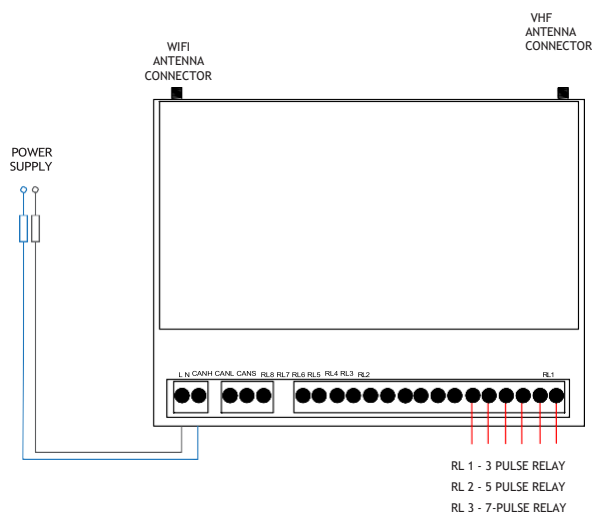 VHF
ANTENNA
CONNECTOR
WIFI
ANTENNA
CONNECTOR
POWER
SUPPLY
L N CANH CANL CANS RL8 RL7 RL6 RL5 RL4 RL3 RL2 RL1
RL 1 - 3 PULSE RELAY
RL 2 - 5 PULSE RELAY
RL 3 - 7-PULSE RELAY